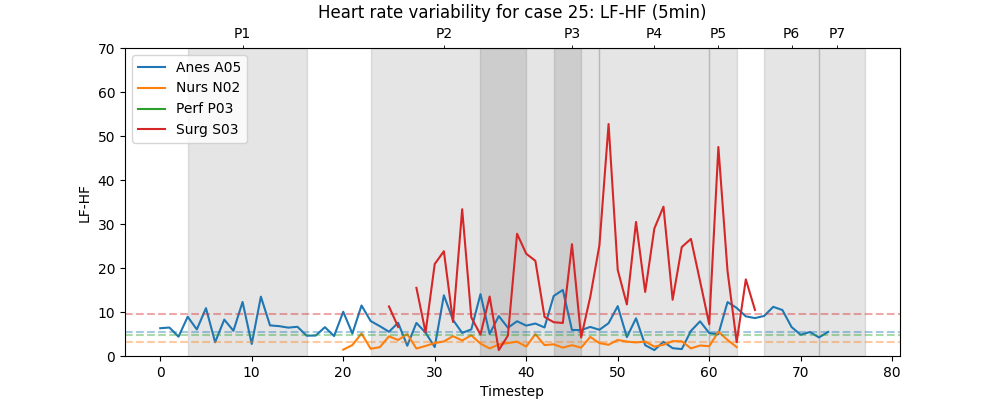 Heart rate variability for case 25: LF-HF (5min)
P1 P2 P3 P4 P5 P6 P7
70
60
50
40
30
20
10
0
LF-HF
Anes A05
Nurs N02
Perf P03
Surg S03
0 10 20 30 40 50 60 70 80
Timestep